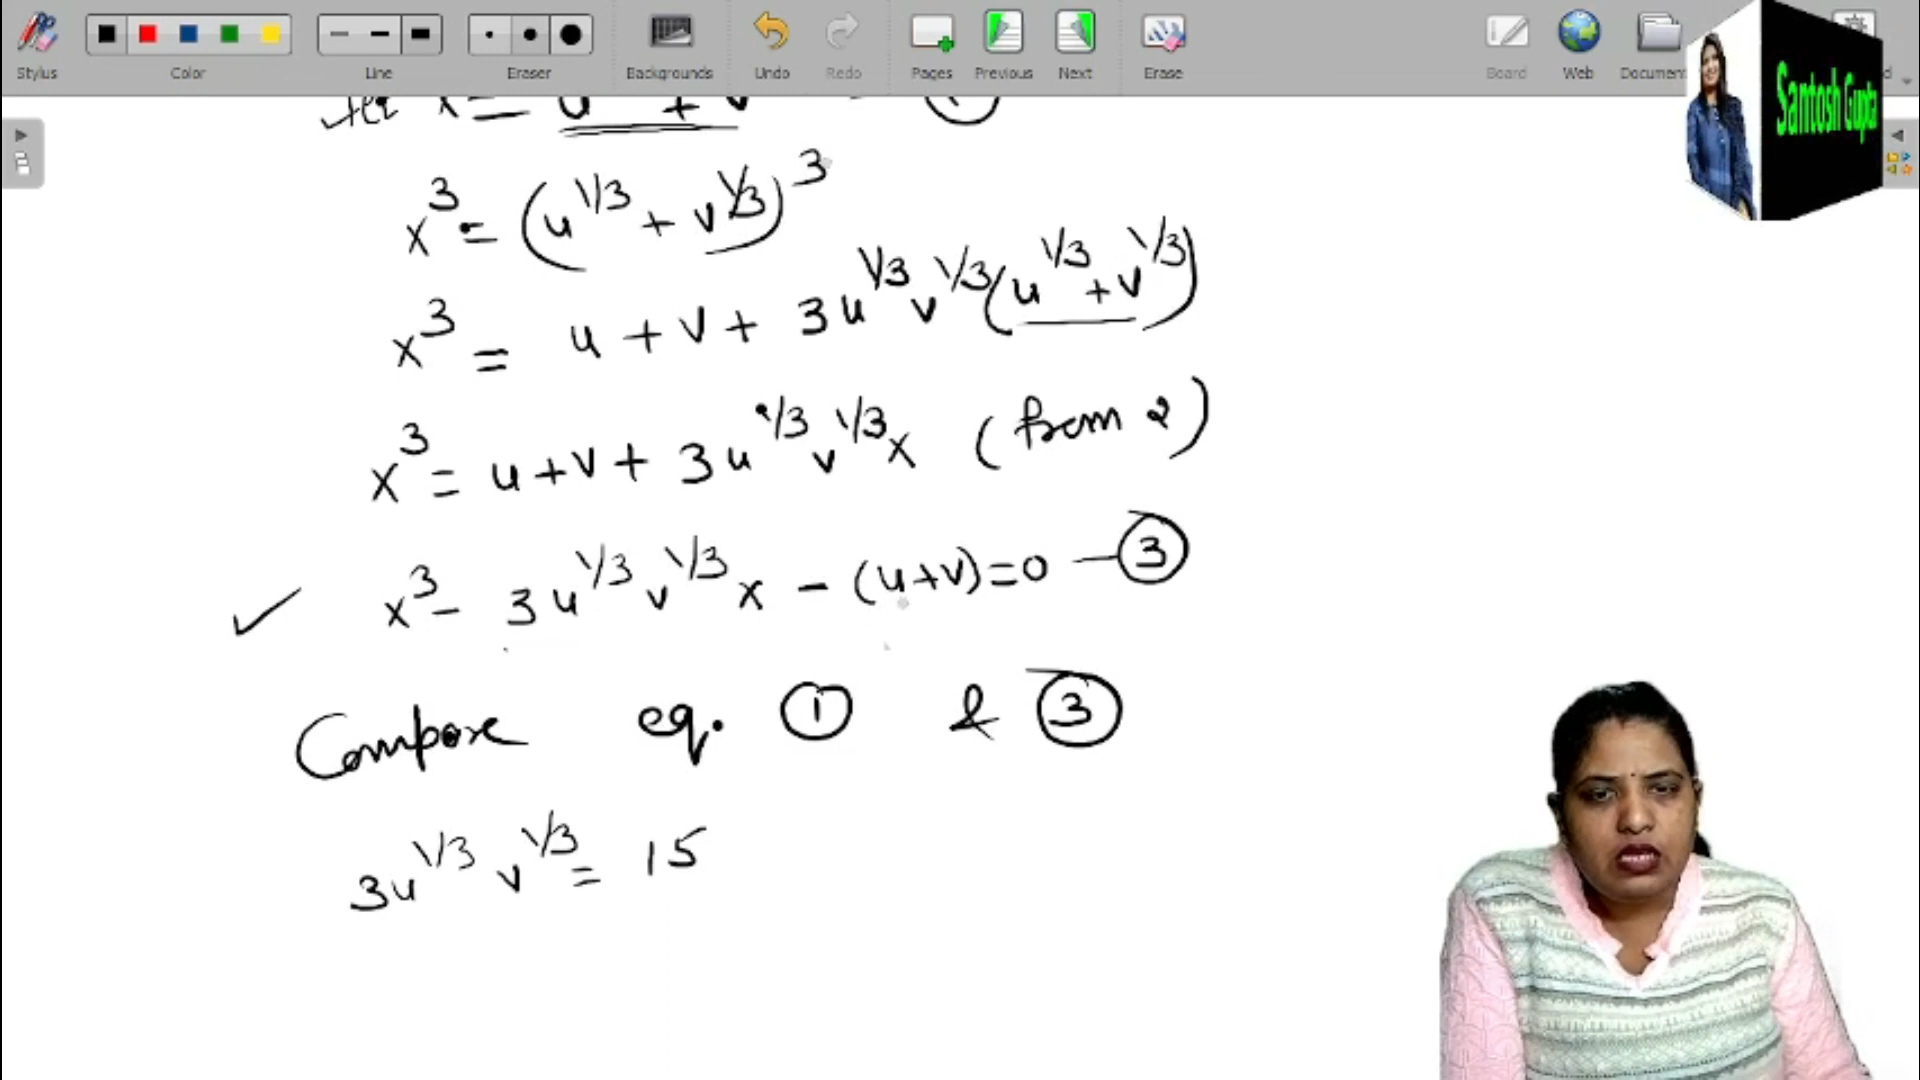 Stylus Color Line Eraser Backgrounds Undo Redo Pages Previous Next Erase Board Web
Santosh Gupta
x³ = (u^1/3 + v^1/3)³
x³ = u + v + 3u^1/3 v^1/3 (u^1/3 + v^1/3)
x³ = u + v + 3u^1/3 v^1/3 x (from 2)
x³ - 3u^1/3 v^1/3 x - (u+v) = 0 — ③
Compare eq. ① & ③
3u^1/3 v^1/3 = 15